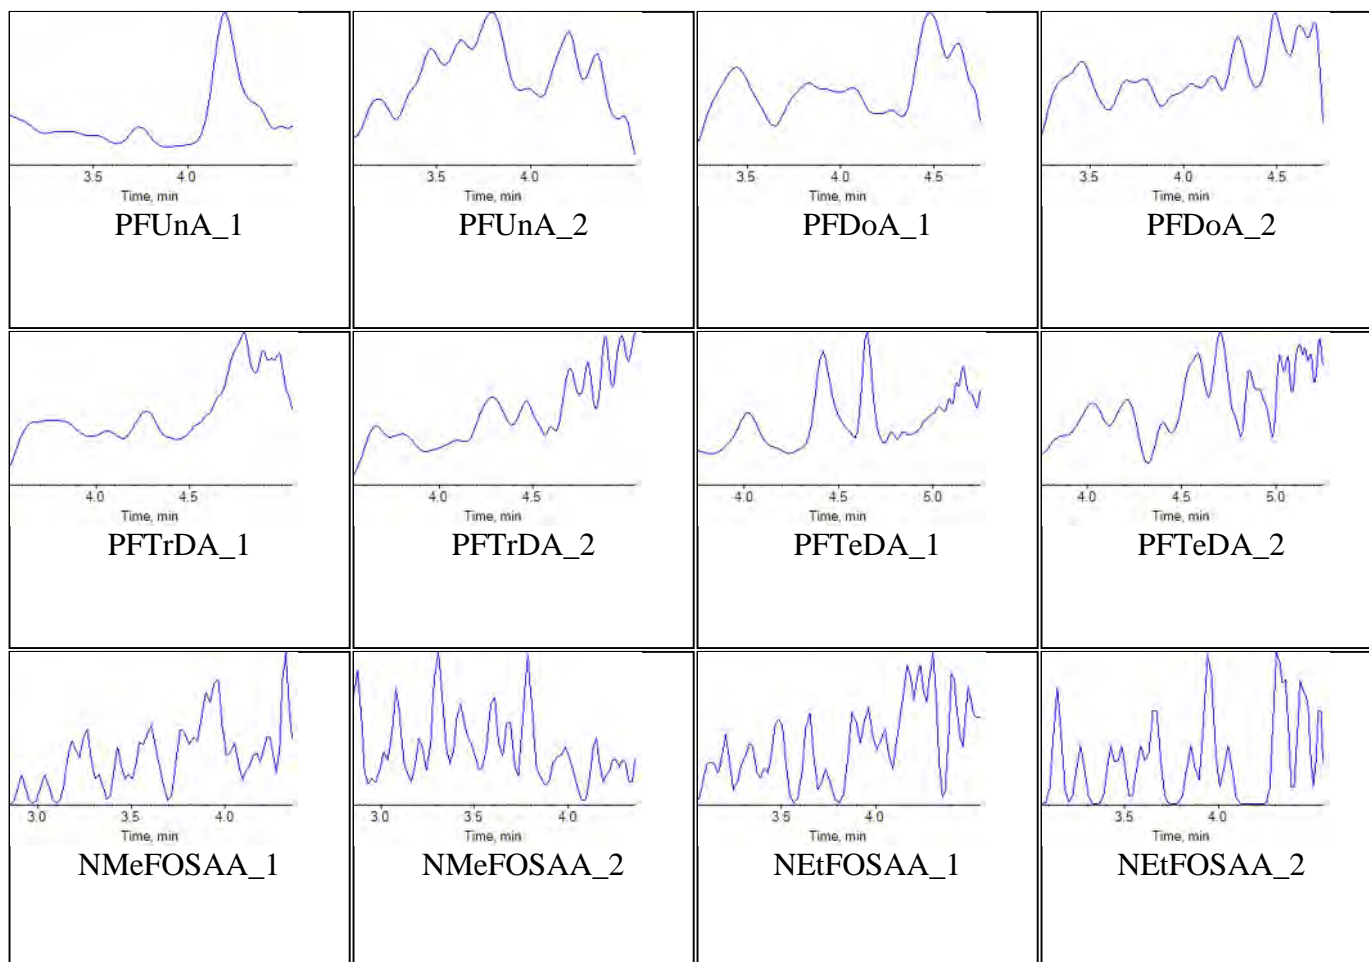 3.5 4.0
Time, min
PFUnA_1
3.5 4.0
Time, min
PFUnA_2
3.5 4.0 4.5
Time, min
PFDoA_1
3.5 4.0 4.5
Time, min
PFDoA_2
4.0 4.5
Time, min
PFTrDA_1
4.0 4.5
Time, min
PFTrDA_2
4.0 4.5 5.0
Time, min
PFTeDA_1
4.0 4.5 5.0
Time, min
PFTeDA_2
3.0 3.5 4.0
Time, min
NMeFOSAA_1
3.0 3.5 4.0
Time, min
NMeFOSAA_2
3.5 4.0
Time, min
NEtFOSAA_1
3.5 4.0
Time, min
NEtFOSAA_2